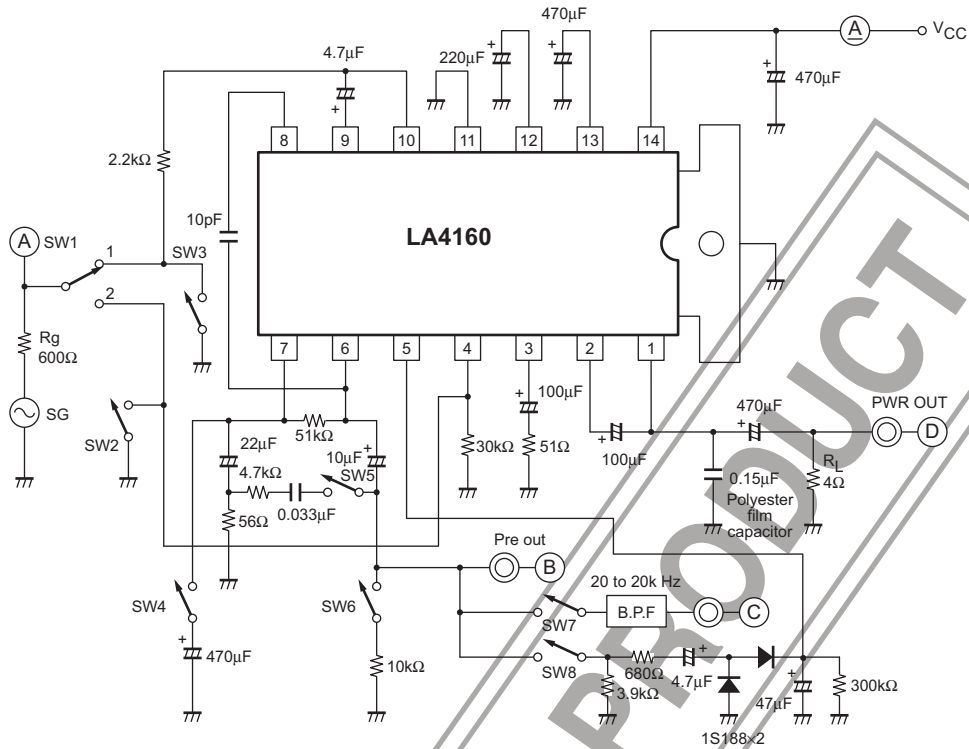 470μF
A
VCC
4.7μF
220μF
470μF
8
9
10
11
12
13
14
2.2kΩ
10pF
LA4160
A
SW1
1
SW3
2
Rg
600Ω
SG
SW2
7
6
5
4
3
2
1
51kΩ
22μF
10μF
4.7kΩ
SW5
0.033μF
56Ω
30kΩ
100μF
51Ω
100μF
470μF
PWR OUT
D
0.15μF
Polyester
film
capacitor
RL
4Ω
Pre out
B
20 to 20k Hz
SW7
B.P.F
C
SW4
SW6
470μF
10kΩ
SW8
680Ω
3.9kΩ
4.7μF
1S188×2
47μF
300kΩ
PRODUCT